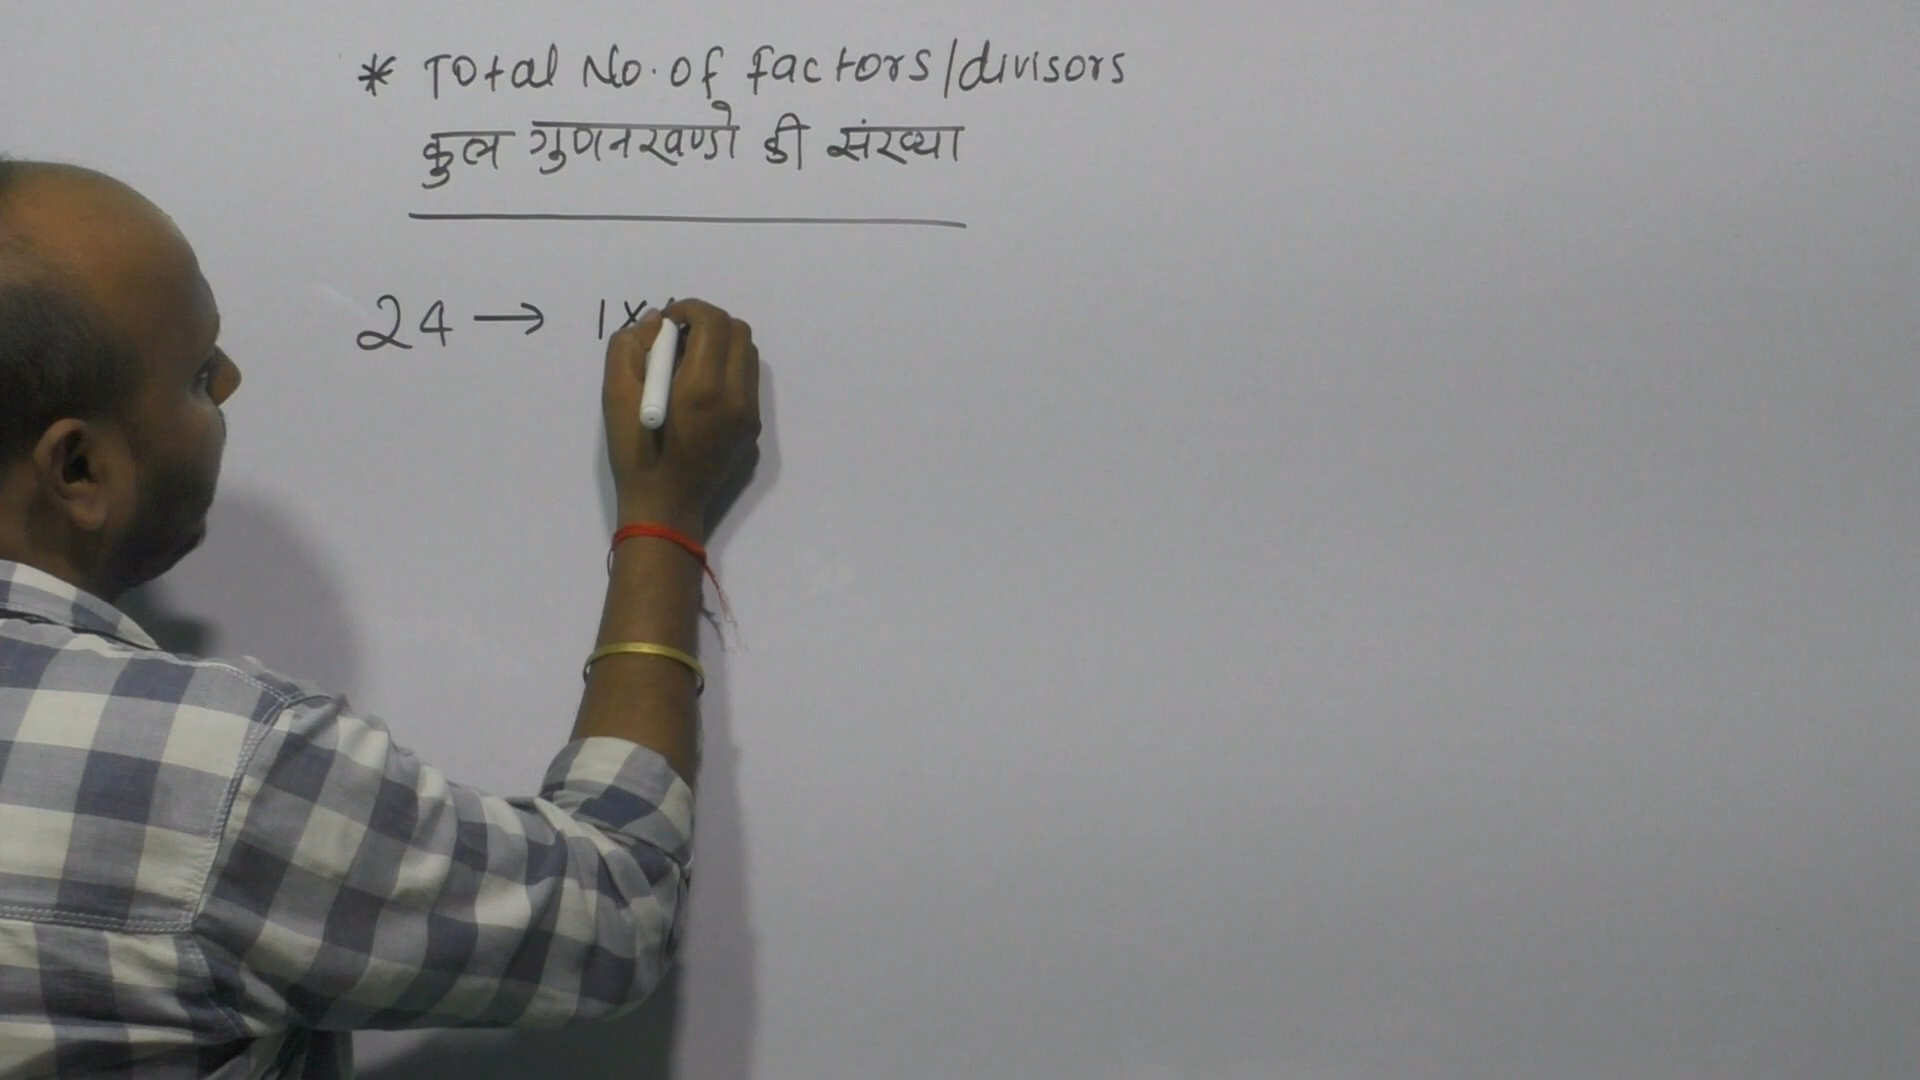 * Total No. of factors/divisors
कुल गुणनखण्डो की संख्या
24 → 1×